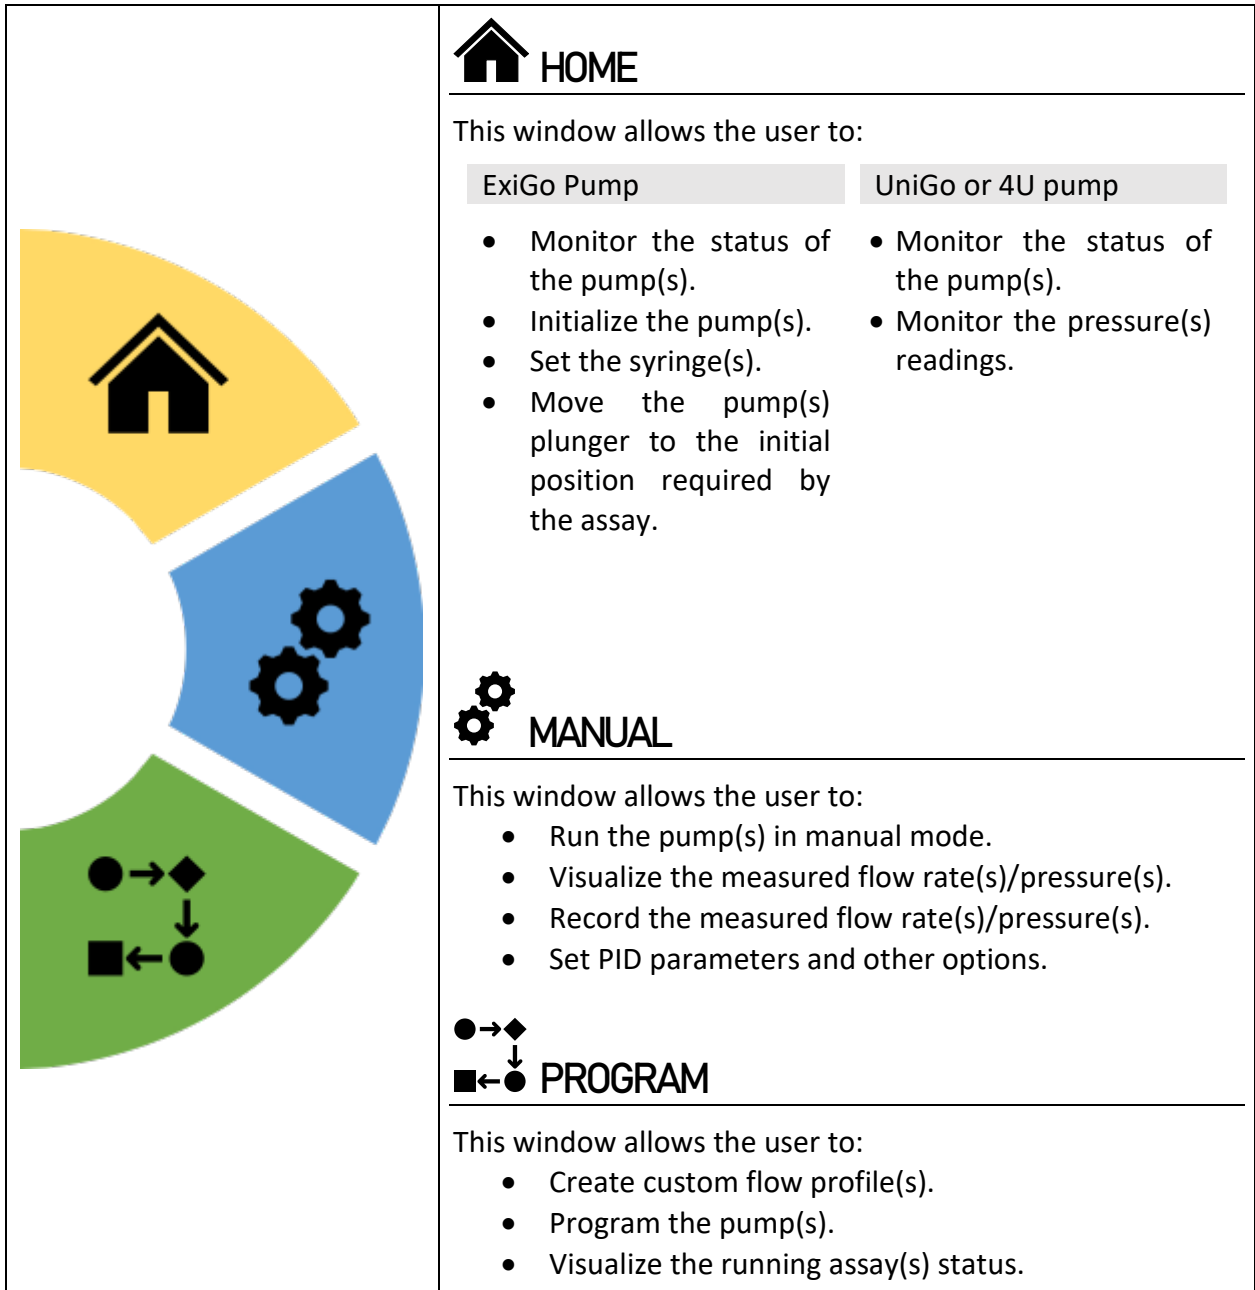 HOME
This window allows the user to:
ExiGo Pump
• Monitor the status of
the pump(s).
• Initialize the pump(s).
• Set the syringe(s).
• Move the pump(s)
plunger to the initial
position required by
the assay.
UniGo or 4U pump
• Monitor the status of
the pump(s).
• Monitor the pressure(s)
readings.
MANUAL
This window allows the user to:
• Run the pump(s) in manual mode.
• Visualize the measured flow rate(s)/pressure(s).
• Record the measured flow rate(s)/pressure(s).
• Set PID parameters and other options.
PROGRAM
This window allows the user to:
• Create custom flow profile(s).
• Program the pump(s).
• Visualize the running assay(s) status.